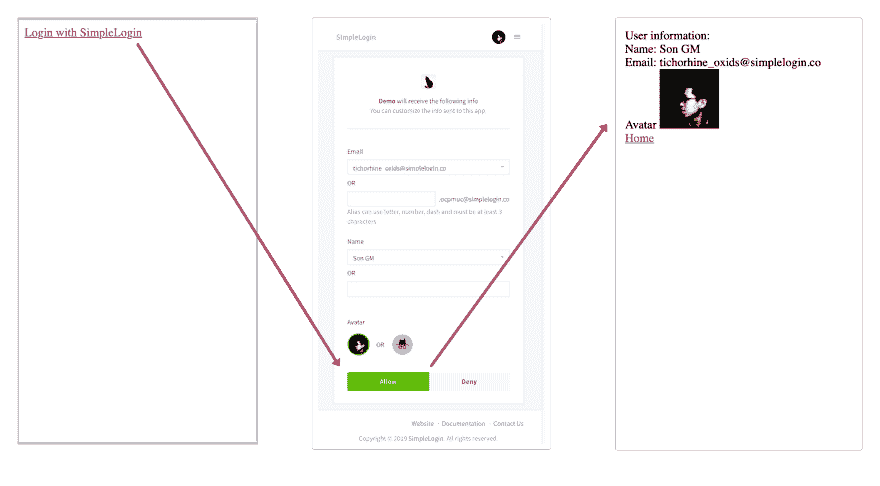 Login with SimpleLogin
SimpleLogin
Demo will receive the following info
You can customize the info sent to this app
Email
tichorhine_oxids@simplelogin.co
OR
.ocpmuc@simplelogin.co
Alias can use letter, number, dash and must be at least 3
characters
Name
Son GM
OR
Avatar
OR
Allow
Deny
Website · Documentation · Contact Us
Copyright © 2019 SimpleLogin. All rights reserved.
User information:
Name: Son GM
Email: tichorhine_oxids@simplelogin.co
Avatar
Home